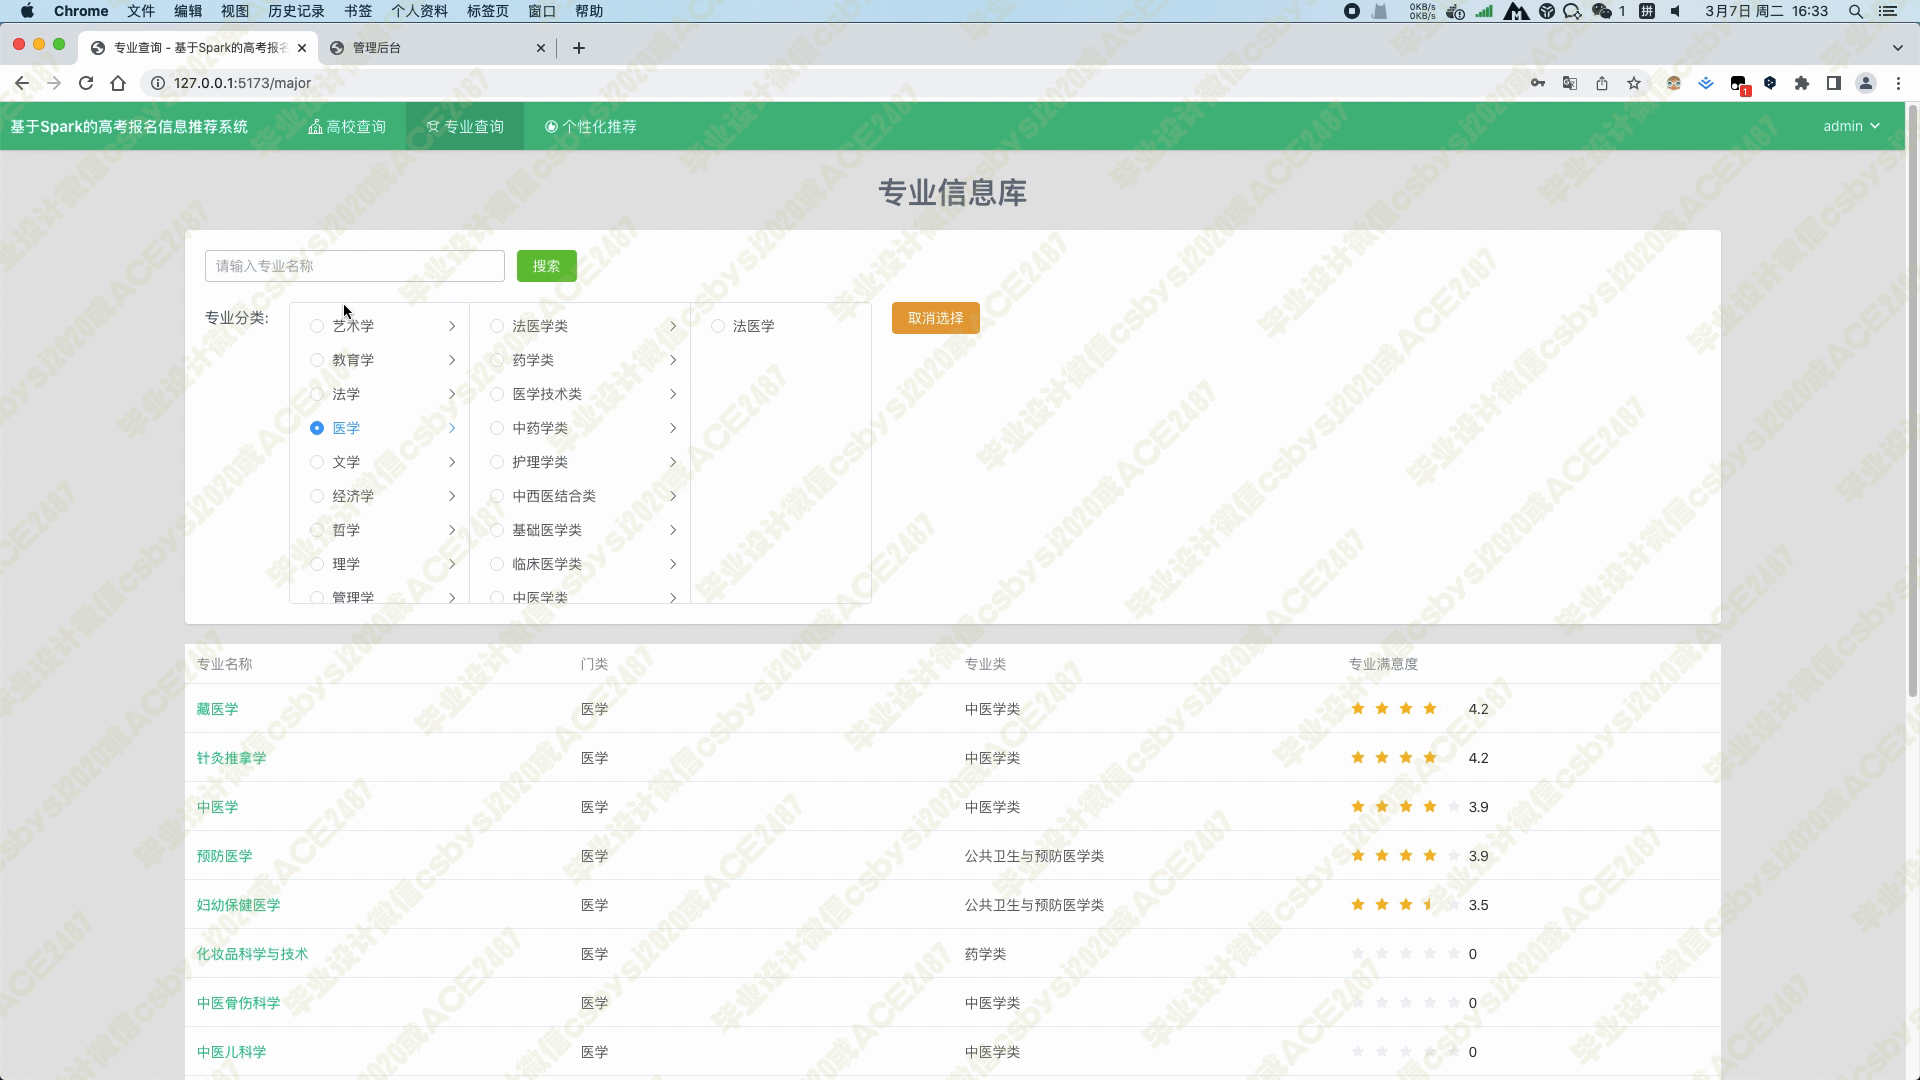 Chrome 文件 编辑 视图 历史记录 书签 个人资料 标签页 窗口 帮助 0KB/s 0KB/s 1 拼 3月7日 周二 16:33
专业查询 - 基于Spark的高考报名 管理后台
127.0.0.1:5173/major 1
基于Spark的高考报名信息推荐系统 高校查询 专业查询 个性化推荐 admin
专业信息库
请输入专业名称 搜索
专业分类: 艺术学 法医学类 法医学 取消选择
教育学 药学类
法学 医学技术类
医学 中药学类
文学 护理学类
经济学 中西医结合类
哲学 基础医学类
理学 临床医学类
管理学 中医学类
专业名称 门类 专业类 专业满意度
藏医学 医学 中医学类 4.2
针灸推拿学 医学 中医学类 4.2
中医学 医学 中医学类 3.9
预防医学 医学 公共卫生与预防医学类 3.9
妇幼保健医学 医学 公共卫生与预防医学类 3.5
化妆品科学与技术 医学 药学类 0
中医骨伤科学 医学 中医学类 0
中医儿科学 医学 中医学类 0
毕业设计微信csbysj2020或ACE2487